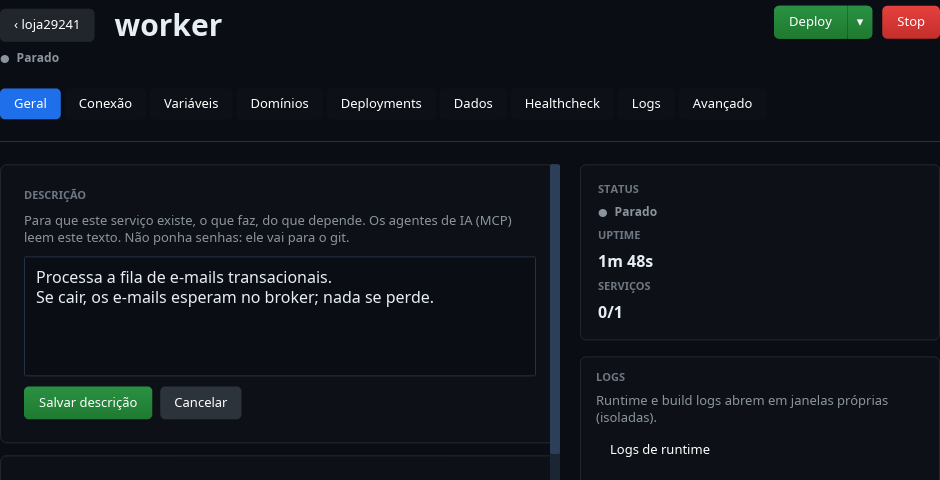 ‹ loja29241
worker
Deploy
▼
Stop
Parado
Geral
Conexão
Variáveis
Domínios
Deployments
Dados
Healthcheck
Logs
Avançado
DESCRIÇÃO
Para que este serviço existe, o que faz, do que depende. Os agentes de IA (MCP)
leem este texto. Não ponha senhas: ele vai para o git.
Processa a fila de e-mails transacionais.
Se cair, os e-mails esperam no broker; nada se perde.
Salvar descrição
Cancelar
STATUS
Parado
UPTIME
1m 48s
SERVIÇOS
0/1
LOGS
Runtime e build logs abrem em janelas próprias
(isoladas).
Logs de runtime